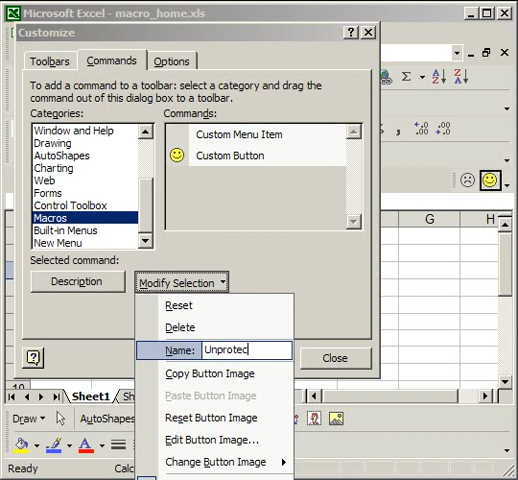 Microsoft Excel - macro_home.xls
Customize
Toolbars
Commands
Options
To add a command to a toolbar: select a category and drag the
command out of this dialog box to a toolbar.
Categories:
Commands:
Window and Help
Drawing
AutoShapes
Charting
Web
Forms
Control Toolbox
Macros
Built-in Menus
New Menu
Custom Menu Item
Custom Button
Selected command:
Description
Modify Selection
Reset
Delete
Name: Unprotec
Copy Button Image
Paste Button Image
Reset Button Image
Edit Button Image...
Change Button Image
Close
G H
Sheet1
Draw
AutoShapes
Ready